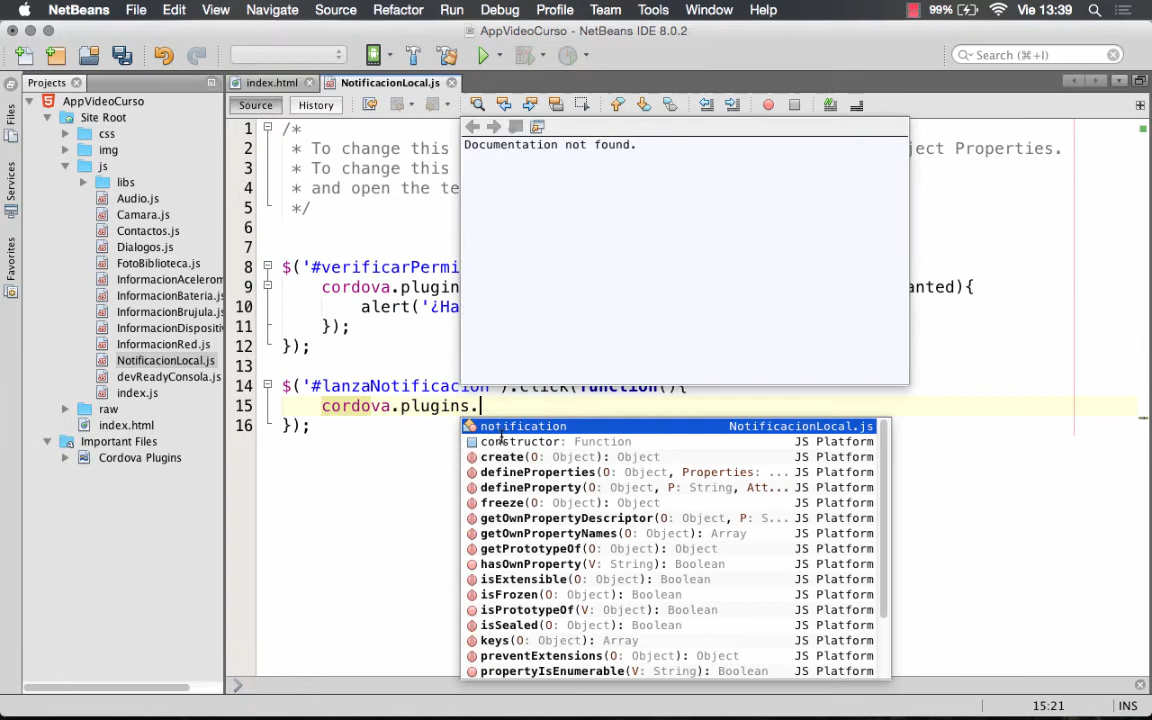 NetBeans File Edit View Navigate Source Refactor Run Debug Profile Team Tools Window Help 99% Vie 13:39
AppVideoCurso - NetBeans IDE 8.0.2
Search (⌘+I)
Projects
index.html
NotificacionLocal.js
Source
History
Files
Services
Favorites
AppVideoCurso
Site Root
css
img
js
libs
Audio.js
Camara.js
Contactos.js
Dialogos.js
FotoBiblioteca.js
InformacionAcelerom
InformacionBateria.js
InformacionBrujula.js
InformacionDispositi
InformacionRed.js
NotificacionLocal.js
devReadyConsola.js
index.js
raw
index.html
Important Files
Cordova Plugins
1 /*
2 * To change this oject Properties.
3 * To change this
4 * and open the te
5 */
6
7
8 $('#verificarPermi
9 cordova.plugin anted){
10 alert('¿Ha
11 });
12 });
13
14 $('#lanzaNotificacion').click(function(){
15 cordova.plugins.
16 });
Documentation not found.
notification NotificacionLocal.js
constructor: Function JS Platform
create(O: Object): Object JS Platform
defineProperties(O: Object, Properties: ... JS Platform
defineProperty(O: Object, P: String, Att... JS Platform
freeze(O: Object): Object JS Platform
getOwnPropertyDescriptor(O: Object, P: S... JS Platform
getOwnPropertyNames(O: Object): Array JS Platform
getPrototypeOf(O: Object): Object JS Platform
hasOwnProperty(V: String): Boolean JS Platform
isExtensible(O: Object): Boolean JS Platform
isFrozen(O: Object): Boolean JS Platform
isPrototypeOf(V: Object): Boolean JS Platform
isSealed(O: Object): Boolean JS Platform
keys(O: Object): Array JS Platform
preventExtensions(O: Object): Object JS Platform
propertyIsEnumerable(V: String): Boolean JS Platform
15:21 INS